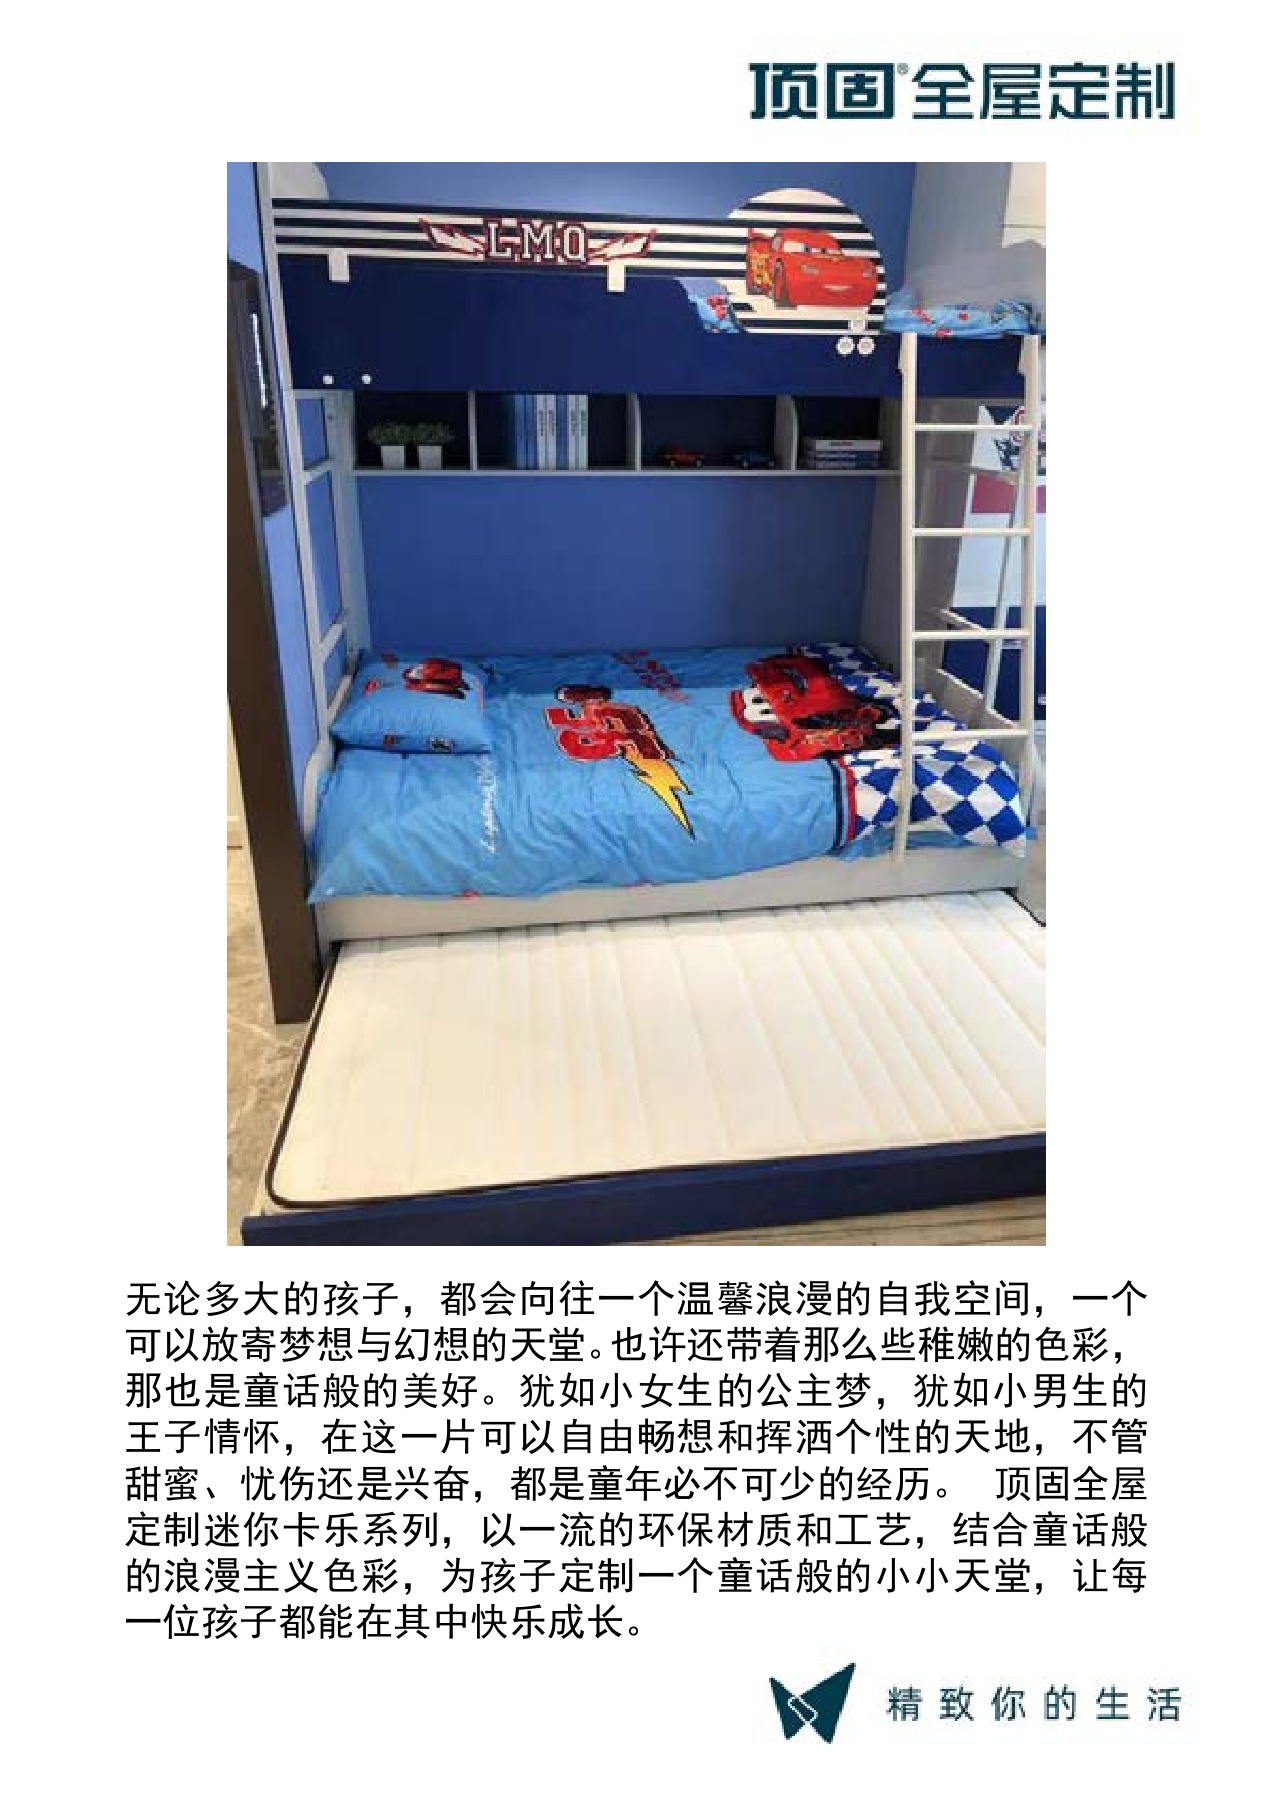 顶固®全屋定制
LMQ
95
无论多大的孩子，都会向往一个温馨浪漫的自我空间，一个
可以放寄梦想与幻想的天堂。也许还带着那么些稚嫩的色彩，
那也是童话般的美好。犹如小女生的公主梦，犹如小男生的
王子情怀，在这一片可以自由畅想和挥洒个性的天地，不管
甜蜜、忧伤还是兴奋，都是童年必不可少的经历。 顶固全屋
定制迷你卡乐系列，以一流的环保材质和工艺，结合童话般
的浪漫主义色彩，为孩子定制一个童话般的小小天堂，让每
一位孩子都能在其中快乐成长。
精致你的生活